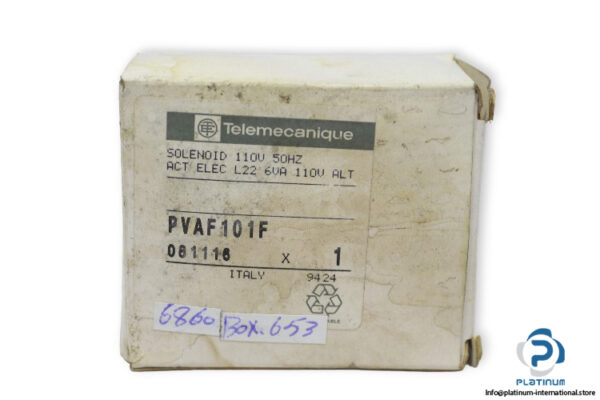 Telemecanique
SOLENOID 110V 50HZ
ACT ELEC L22 6VA 110V ALT
PVAF101F
081116 X 1
ITALY 9424
6860 Box.653
PLATINUM
Info@platinum-international.store